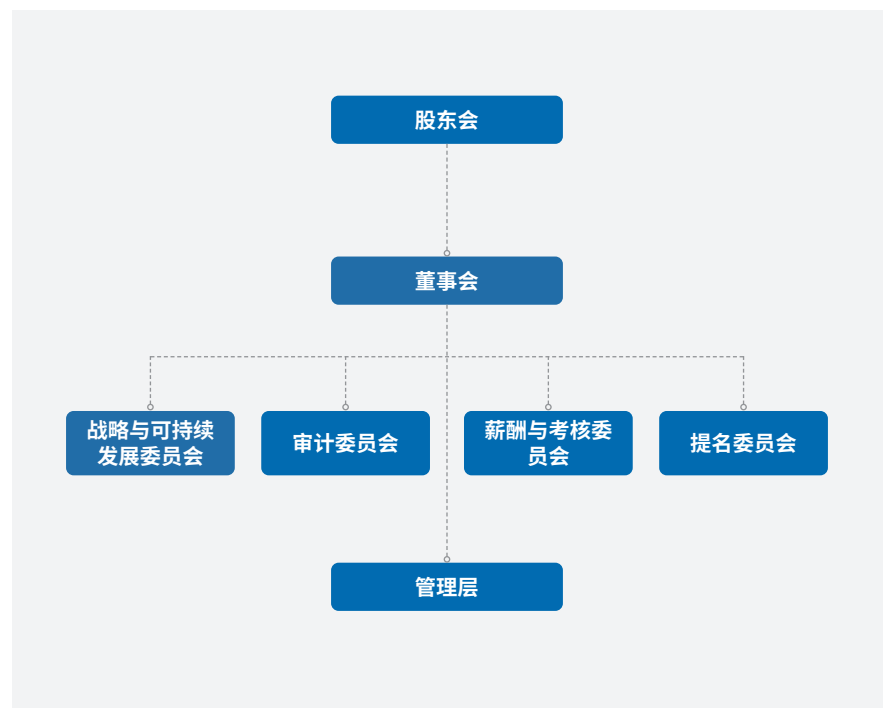 股东会
董事会
战略与可持续
发展委员会
审计委员会
薪酬与考核委
员会
提名委员会
管理层